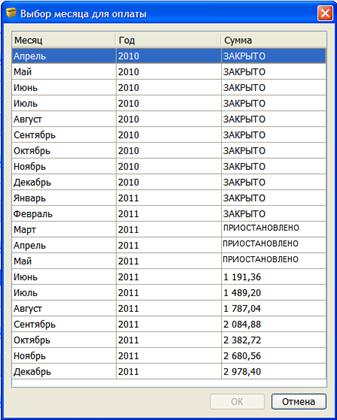 Выбор месяца для оплаты
Месяц Год Сумма
Апрель 2010 ЗАКРЫТО
Май 2010 ЗАКРЫТО
Июнь 2010 ЗАКРЫТО
Июль 2010 ЗАКРЫТО
Август 2010 ЗАКРЫТО
Сентябрь 2010 ЗАКРЫТО
Октябрь 2010 ЗАКРЫТО
Ноябрь 2010 ЗАКРЫТО
Декабрь 2010 ЗАКРЫТО
Январь 2011 ЗАКРЫТО
Февраль 2011 ЗАКРЫТО
Март 2011 ПРИОСТАНОВЛЕНО
Апрель 2011 ПРИОСТАНОВЛЕНО
Май 2011 ПРИОСТАНОВЛЕНО
Июнь 2011 1 191,36
Июль 2011 1 489,20
Август 2011 1 787,04
Сентябрь 2011 2 084,88
Октябрь 2011 2 382,72
Ноябрь 2011 2 680,56
Декабрь 2011 2 978,40
ОК Отмена